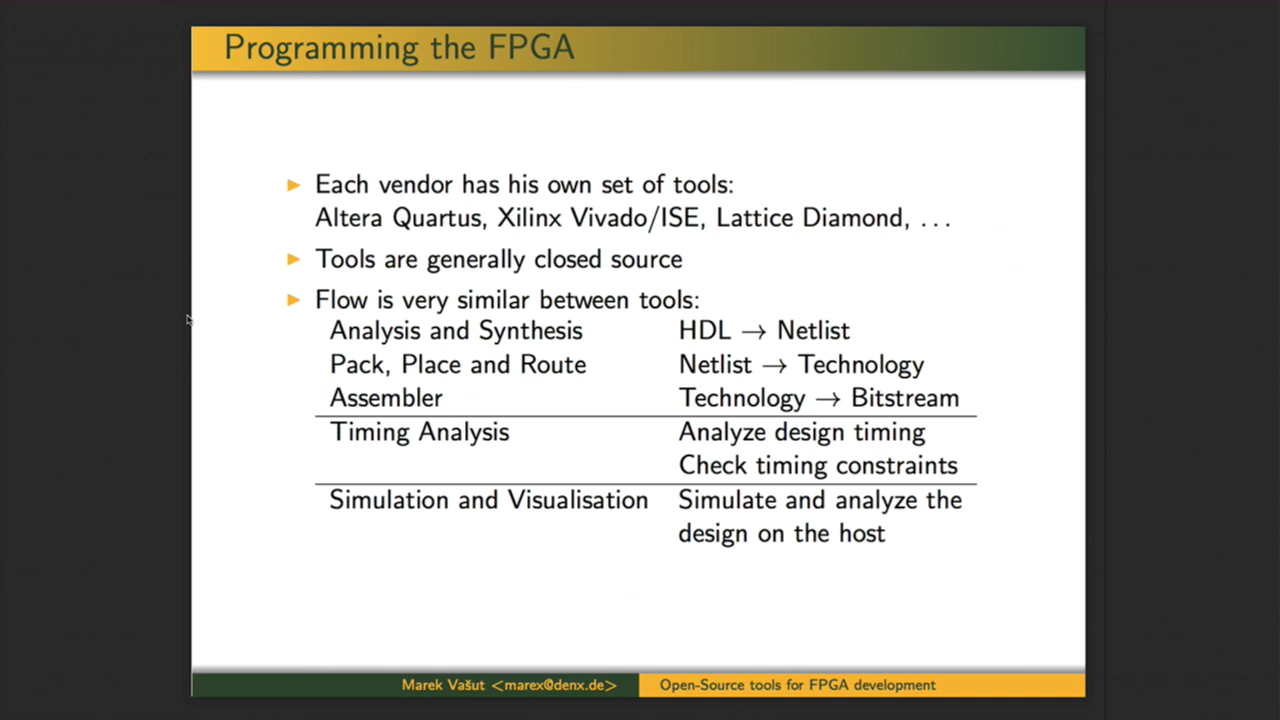 Programming the FPGA
Each vendor has his own set of tools:
Altera Quartus, Xilinx Vivado/ISE, Lattice Diamond, ...
Tools are generally closed source
Flow is very similar between tools:
Analysis and Synthesis HDL → Netlist
Pack, Place and Route Netlist → Technology
Assembler Technology → Bitstream
Timing Analysis Analyze design timing
Check timing constraints
Simulation and Visualisation Simulate and analyze the
design on the host
Marek Vašut <marex@denx.de> Open-Source tools for FPGA development